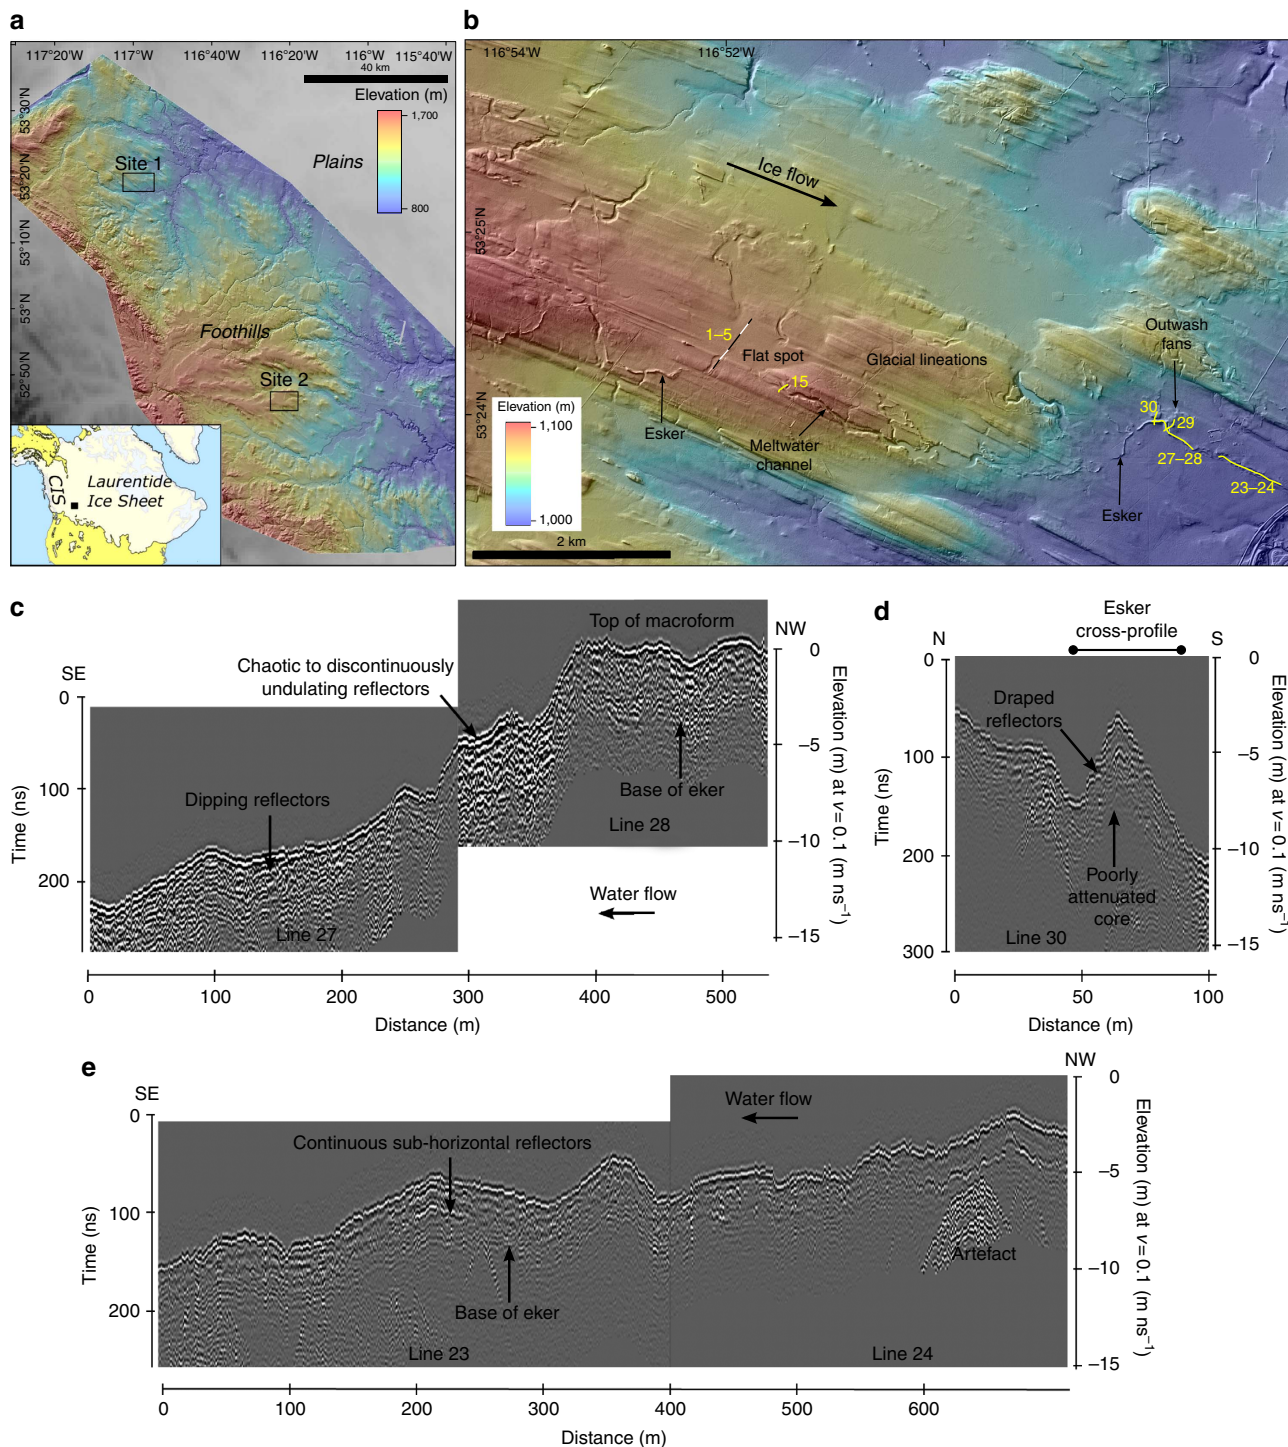 a
117°20'W
117°W
116°40'W
116°20'W
115°40'W
40 km
Elevation (m)
1,700
800
53°30'N
53°20'N
53°10'N
53°N
52°50'N
Site 1
Plains
Foothills
Site 2
CIS
Laurentide
Ice Sheet
b
116°54'W
116°52'W
53°25'N
53°24'N
Ice flow
1–5
Flat spot
Glacial lineations
15
Outwash
fans
30
29
27–28
23–24
Esker
Meltwater
channel
Esker
Elevation (m)
1,100
1,000
2 km
c
SE
NW
Top of macroform
Chaotic to discontinuously
undulating reflectors
Dipping reflectors
Base of eker
Line 28
Line 27
Water flow
Time (ns)
0
100
200
Elevation (m) at v = 0.1 (m ns⁻¹)
0
−5
−10
−15
0
100
200
300
400
500
Distance (m)
d
Esker
cross-profile
N
S
Draped
reflectors
Poorly
attenuated
core
Line 30
Time (ns)
0
100
200
300
Elevation (m) at v = 0.1 (m ns⁻¹)
0
−5
−10
−15
0
50
100
Distance (m)
e
SE
NW
Water flow
Continuous sub-horizontal reflectors
Base of eker
Artefact
Line 23
Line 24
Time (ns)
0
100
200
Elevation (m) at v = 0.1 (m ns⁻¹)
0
−5
−10
−15
0
100
200
300
400
500
600
Distance (m)